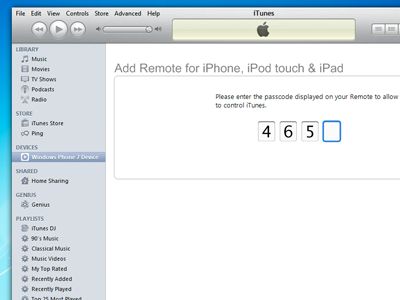 iTunes
File Edit View Controls Store Advanced Help
LIBRARY
Music
Movies
TV Shows
Podcasts
Radio
STORE
iTunes Store
Ping
DEVICES
Windows Phone 7 Device
SHARED
Home Sharing
GENIUS
Genius
PLAYLISTS
iTunes DJ
90's Music
Classical Music
Music Videos
My Top Rated
Recently Added
Recently Played
Top 25 Most Played
Add Remote for iPhone, iPod touch & iPad
Please enter the passcode displayed on your Remote to allow
to control iTunes.
4 6 5